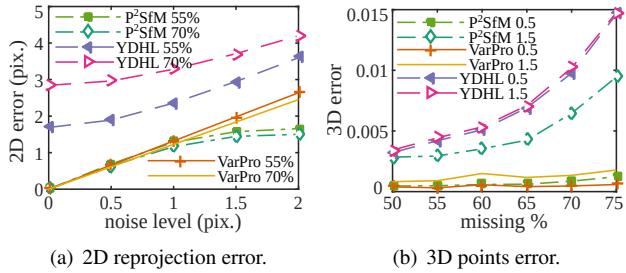 P²SfM 55%
P²SfM 70%
YDHL 55%
YDHL 70%
VarPro 55%
VarPro 70%
2D error (pix.)
5
4
3
2
1
0
0 0.5 1 1.5 2
noise level (pix.)
(a) 2D reprojection error.
P²SfM 0.5
P²SfM 1.5
VarPro 0.5
VarPro 1.5
YDHL 0.5
YDHL 1.5
3D error
0.015
0.01
0.005
0
50 55 60 65 70 75
missing %
(b) 3D points error.